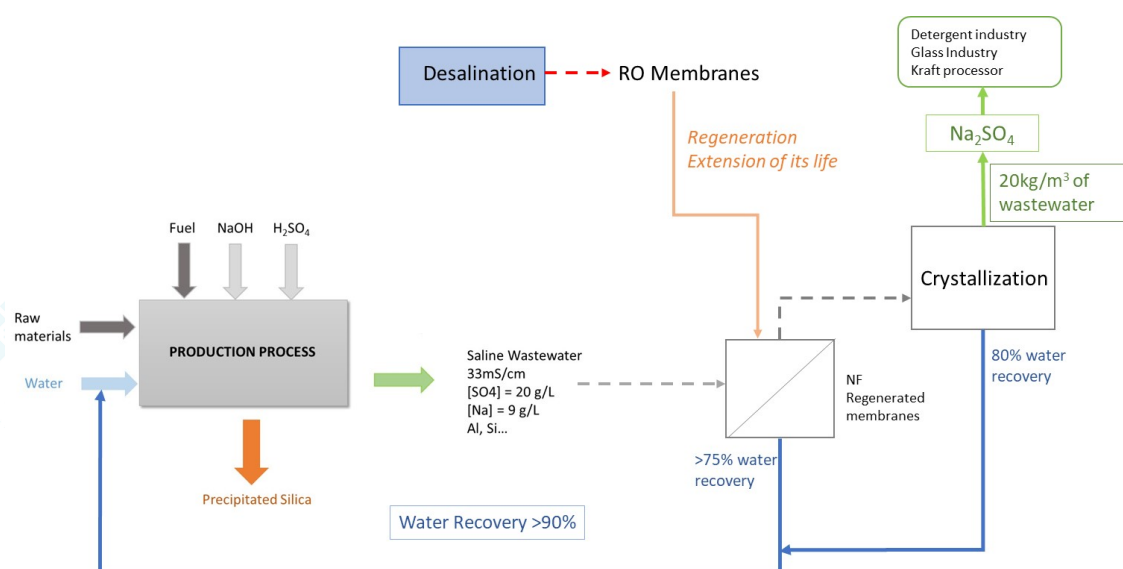 Desalination
RO Membranes
Detergent industry
Glass Industry
Kraft processor
Na₂SO₄
20kg/m³ of
wastewater
Regeneration
Extension of its life
Fuel
NaOH
H₂SO₄
Raw
materials
Water
PRODUCTION PROCESS
Precipitated Silica
Saline Wastewater
33mS/cm
[SO4] = 20 g/L
[Na] = 9 g/L
Al, Si...
NF
Regenerated
membranes
Crystallization
80% water
recovery
>75% water
recovery
Water Recovery >90%